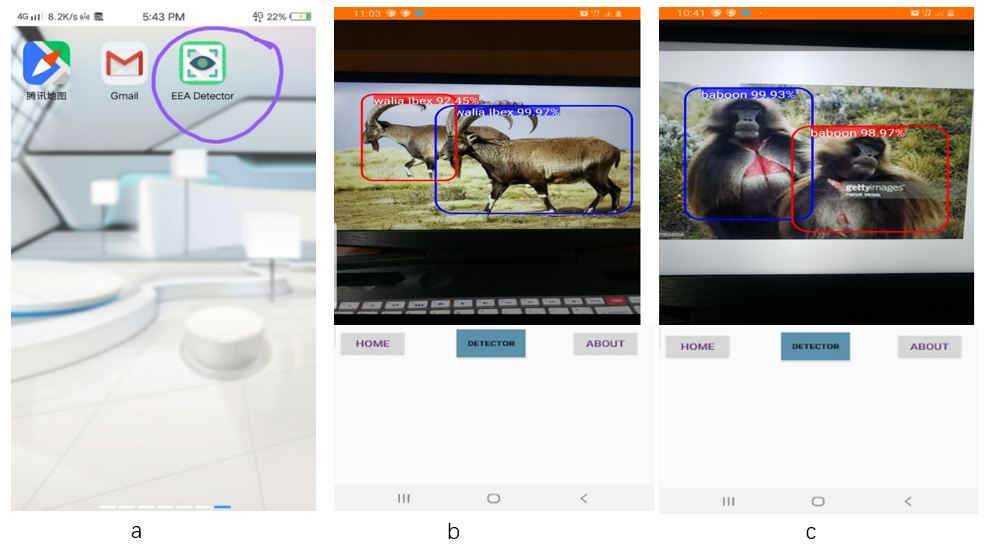 4G 8.2K/s 5:43 PM 4G 22%
腾讯地图 Gmail EEA Detector
11:03
walia Ibex 92.45%
walia Ibex 99.97%
HOME DETECTOR ABOUT
10:41
baboon 99.93%
baboon 98.97%
gettyimages
HOME DETECTOR ABOUT
a b c